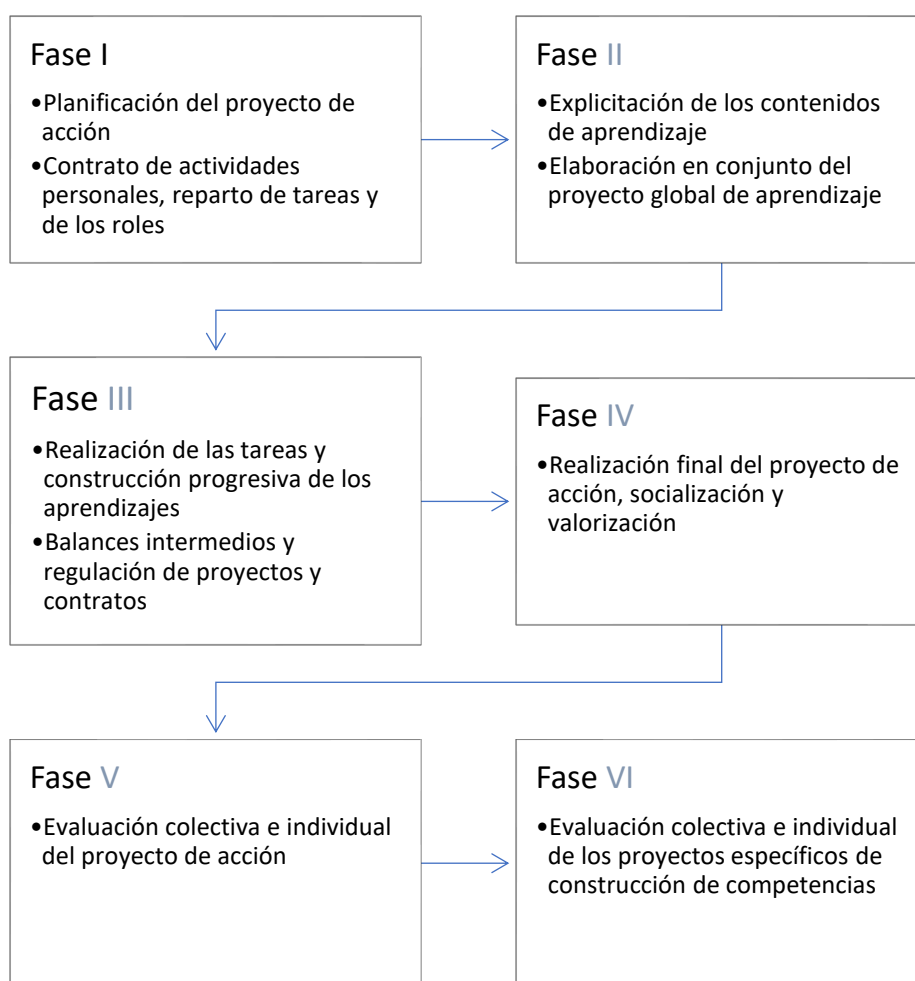 Fase I
•Planificación del proyecto de
acción
•Contrato de actividades
personales, reparto de tareas y
de los roles
Fase II
•Explicitación de los contenidos
de aprendizaje
•Elaboración en conjunto del
proyecto global de aprendizaje
Fase III
•Realización de las tareas y
construcción progresiva de los
aprendizajes
•Balances intermedios y
regulación de proyectos y
contratos
Fase IV
•Realización final del proyecto de
acción, socialización y
valorización
Fase V
•Evaluación colectiva e individual
del proyecto de acción
Fase VI
•Evaluación colectiva e individual
de los proyectos específicos de
construcción de competencias